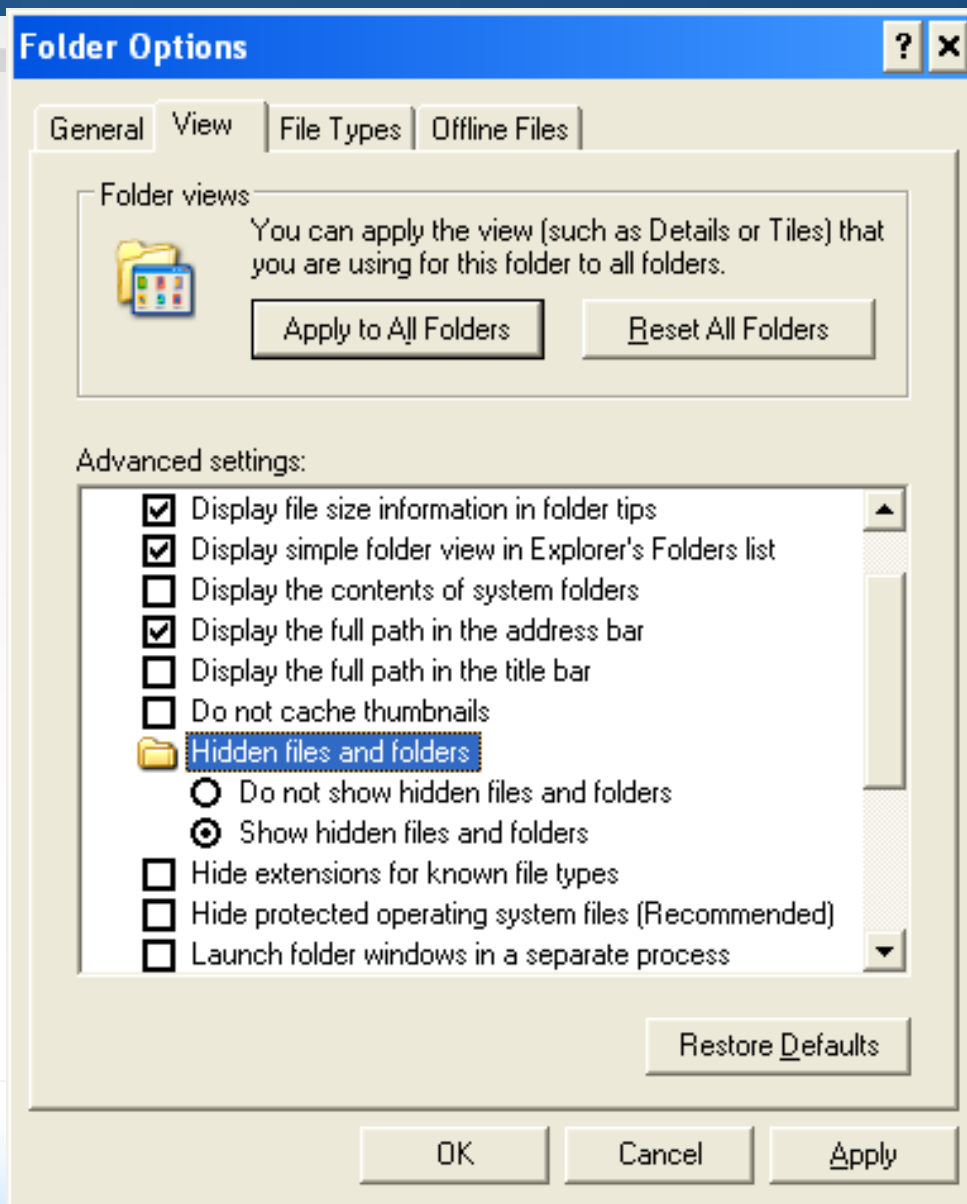 Folder Options
General View File Types Offline Files
Folder views
You can apply the view (such as Details or Tiles) that
you are using for this folder to all folders.
Apply to All Folders Reset All Folders
Advanced settings:
Display file size information in folder tips
Display simple folder view in Explorer's Folders list
Display the contents of system folders
Display the full path in the address bar
Display the full path in the title bar
Do not cache thumbnails
Hidden files and folders
Do not show hidden files and folders
Show hidden files and folders
Hide extensions for known file types
Hide protected operating system files (Recommended)
Launch folder windows in a separate process
Restore Defaults
OK Cancel Apply